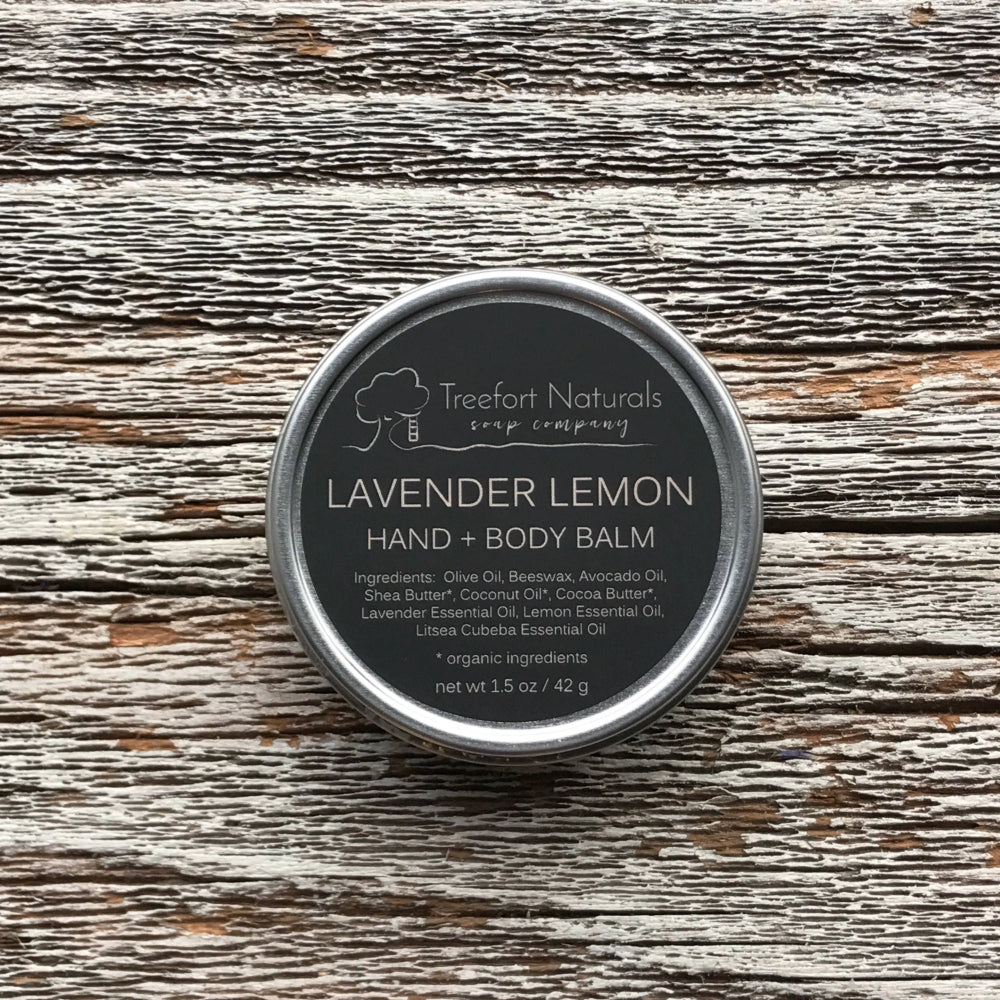 Treefort Naturals
soap company
LAVENDER LEMON
HAND + BODY BALM
Ingredients: Olive Oil, Beeswax, Avocado Oil,
Shea Butter*, Coconut Oil*, Cocoa Butter*,
Lavender Essential Oil, Lemon Essential Oil,
Litsea Cubeba Essential Oil
* organic ingredients
net wt 1.5 oz / 42 g